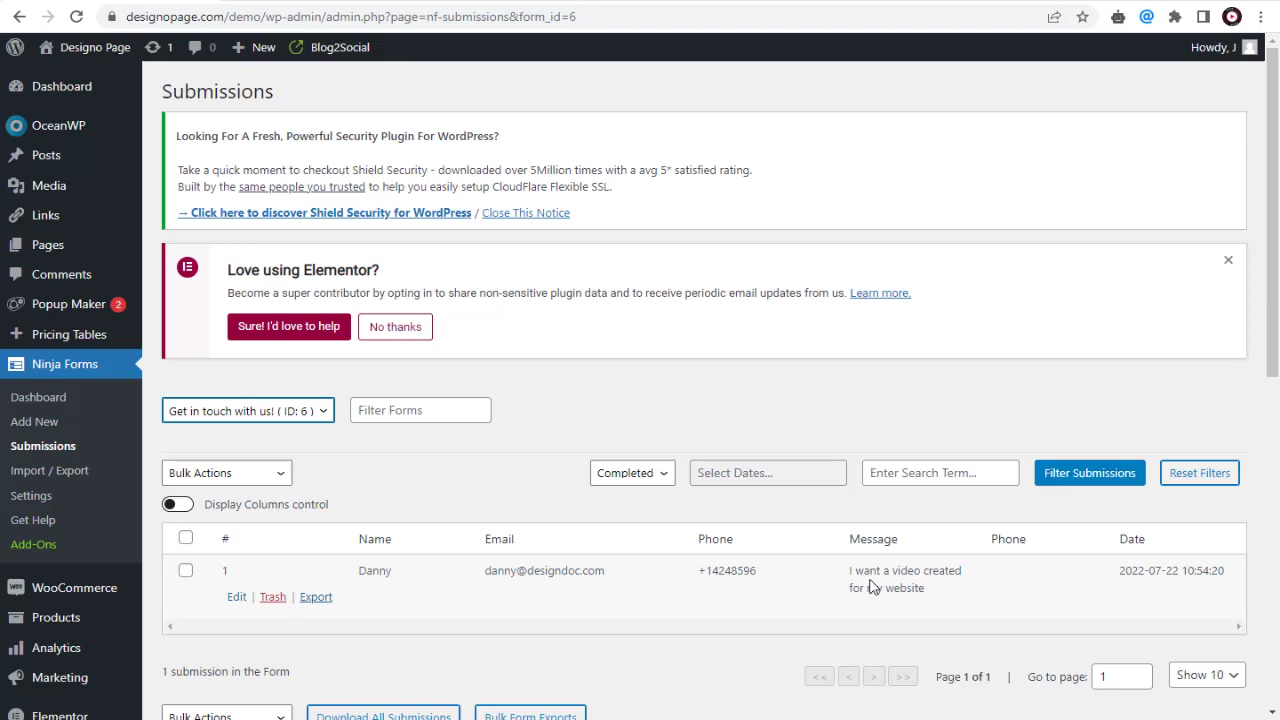 designopage.com/demo/wp-admin/admin.php?page=nf-submissions&form_id=6
Designo Page
1
0
New
Blog2Social
Howdy, J
Dashboard
OceanWP
Posts
Media
Links
Pages
Comments
Popup Maker 2
Pricing Tables
Ninja Forms
Dashboard
Add New
Submissions
Import / Export
Settings
Get Help
Add-Ons
WooCommerce
Products
Analytics
Marketing
Elementor
Submissions
Looking For A Fresh, Powerful Security Plugin For WordPress?
Take a quick moment to checkout Shield Security - downloaded over 5Million times with a avg 5* satisfied rating.
Built by the same people you trusted to help you easily setup CloudFlare Flexible SSL.
→ Click here to discover Shield Security for WordPress / Close This Notice
Love using Elementor?
Become a super contributor by opting in to share non-sensitive plugin data and to receive periodic email updates from us. Learn more.
Sure! I'd love to help
No thanks
Get in touch with us! ( ID: 6 )
Filter Forms
Bulk Actions
Completed
Select Dates...
Enter Search Term...
Filter Submissions
Reset Filters
Display Columns control
# Name Email Phone Message Phone Date
1 Danny danny@designdoc.com +14248596 I want a video created 2022-07-22 10:54:20
for my website
Edit | Trash | Export
1 submission in the Form
<< < > >> Page 1 of 1 | Go to page: 1 Show 10
Bulk Actions
Download All Submissions
Bulk Form Exports